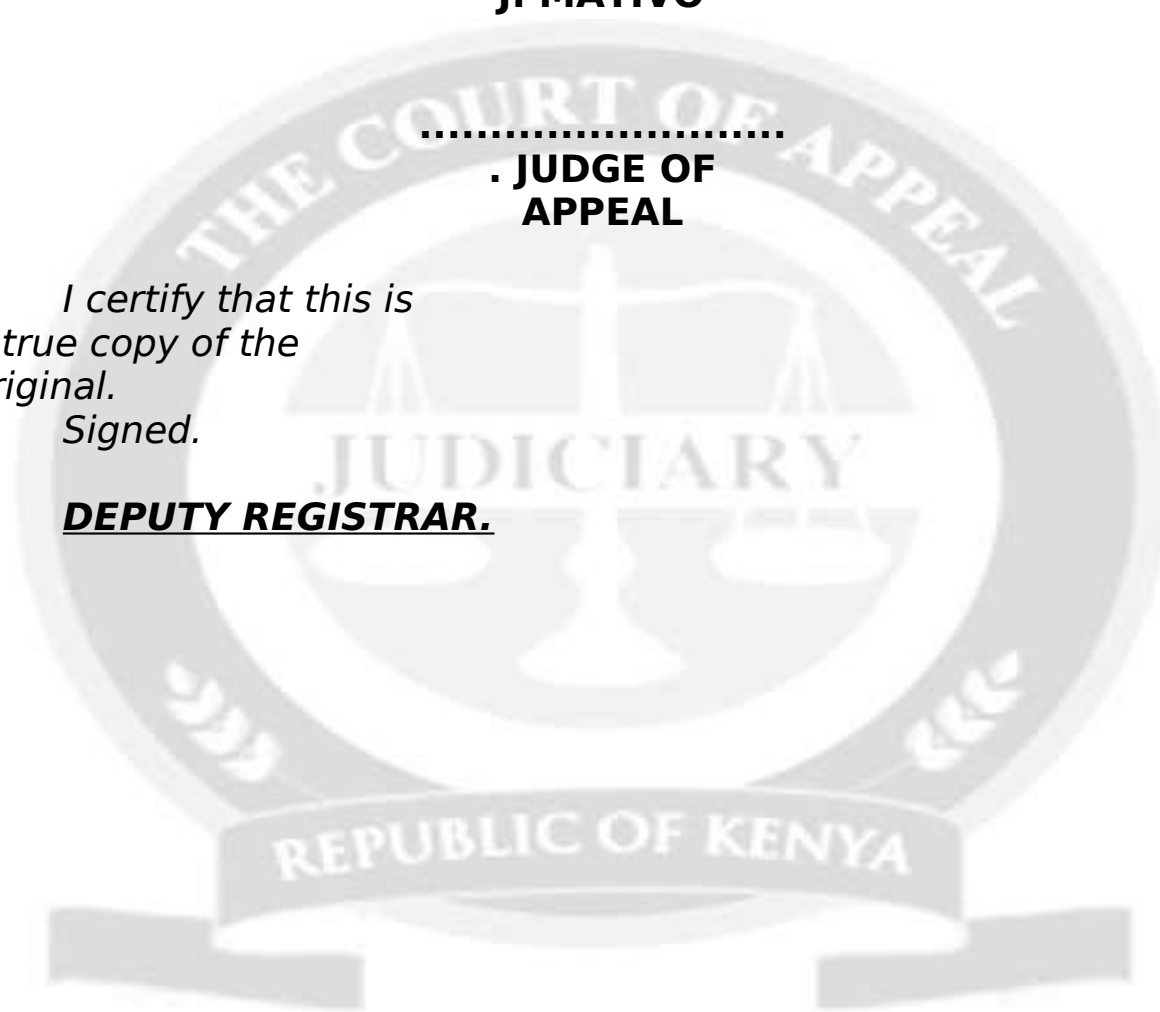 J. MATIVO
..........................
. JUDGE OF
APPEAL
I certify that this is
true copy of the
riginal.
Signed.
DEPUTY REGISTRAR.
THE COURT OF APPEAL
JUDICIARY
REPUBLIC OF KENYA